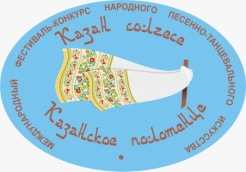 МЕЖДУНАРОДНЫЙ ФЕСТИВАЛЬ-КОНКУРС НАРОДНОГО ПЕСЕННО-ТАНЦЕВАЛЬНОГО ИСКУССТВА
Казан сөлгесе
Казанское полотенце